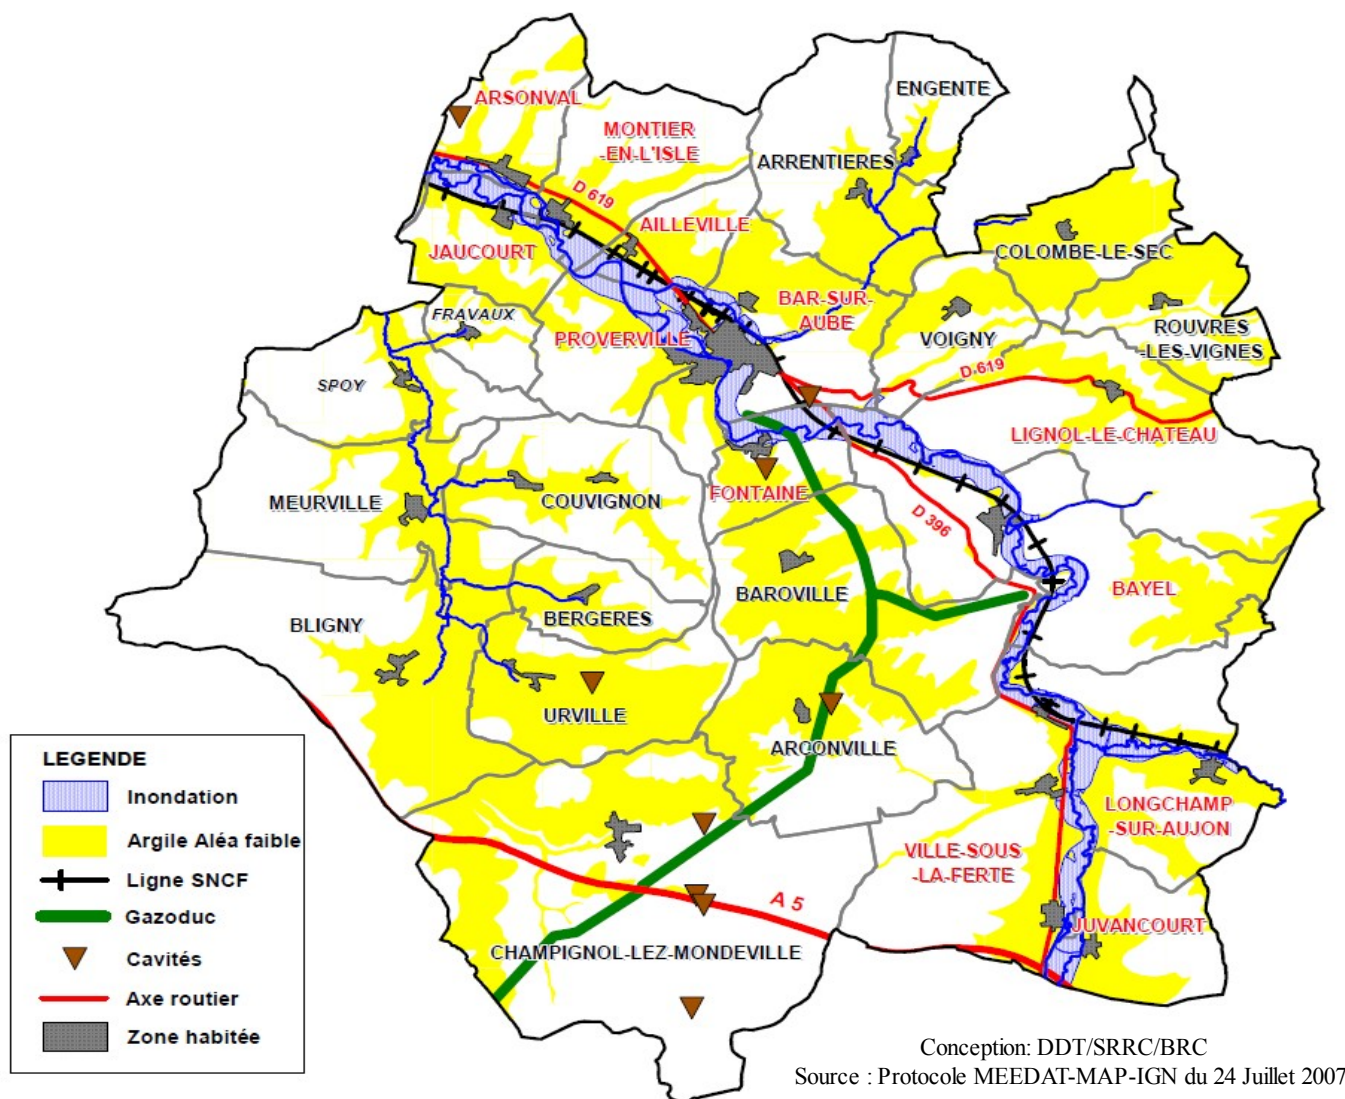 ENGENTE
ARSONVAL
MONTIER
-EN-L'ISLE
ARRENTIERES
D 619
AILLEVILLE
JAUCOURT
COLOMBE-LE-SEC
BAR-SUR-
AUBE
FRAVAUX
PROVERVILLE
VOIGNY
ROUVRES
-LES-VIGNES
SPOY
D 619
LIGNOL-LE-CHATEAU
MEURVILLE
COUVIGNON
FONTAINE
D 396
BAROVILLE
BAYEL
BERGERES
BLIGNY
URVILLE
ARCONVILLE
LONGCHAMP
-SUR-AUJON
VILLE-SOUS
-LA-FERTE
A 5
JUVANCOURT
CHAMPIGNOL-LEZ-MONDEVILLE
LEGENDE
Inondation
Argile Aléa faible
Ligne SNCF
Gazoduc
Cavités
Axe routier
Zone habitée
Conception: DDT/SRRC/BRC
Source : Protocole MEEDAT-MAP-IGN du 24 Juillet 2007